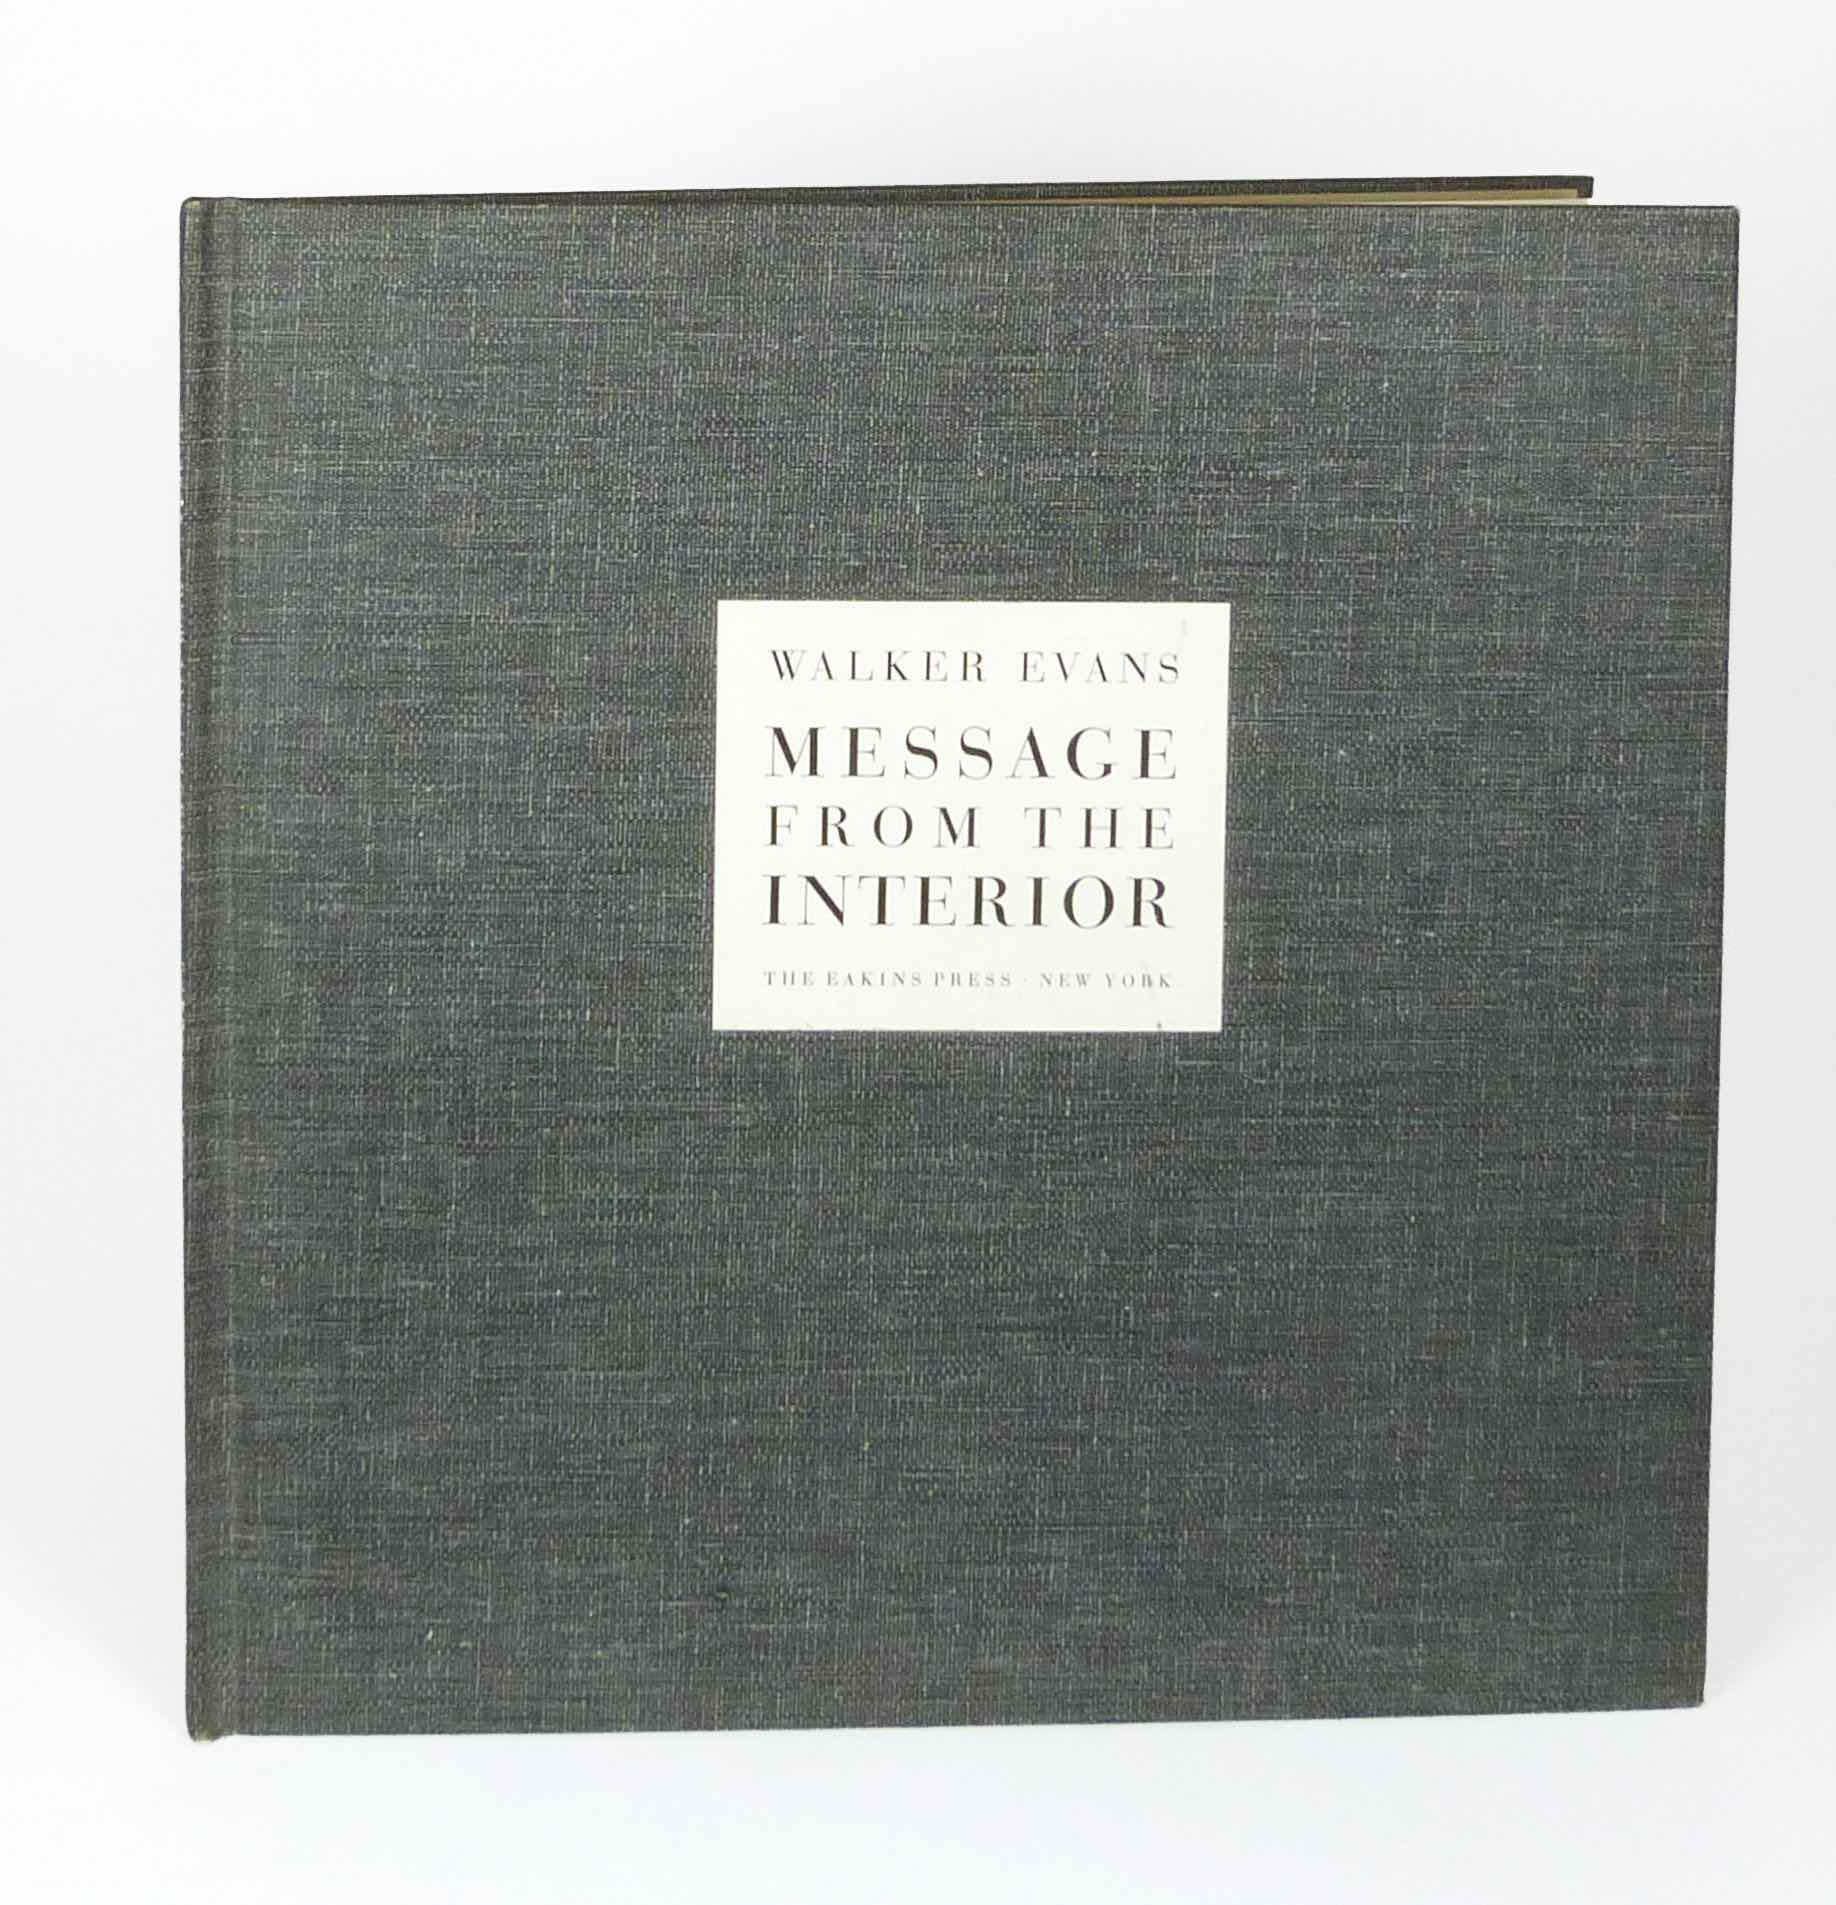 WALKER EVANS
MESSAGE
FROM THE
INTERIOR
THE EAKINS PRESS · NEW YORK